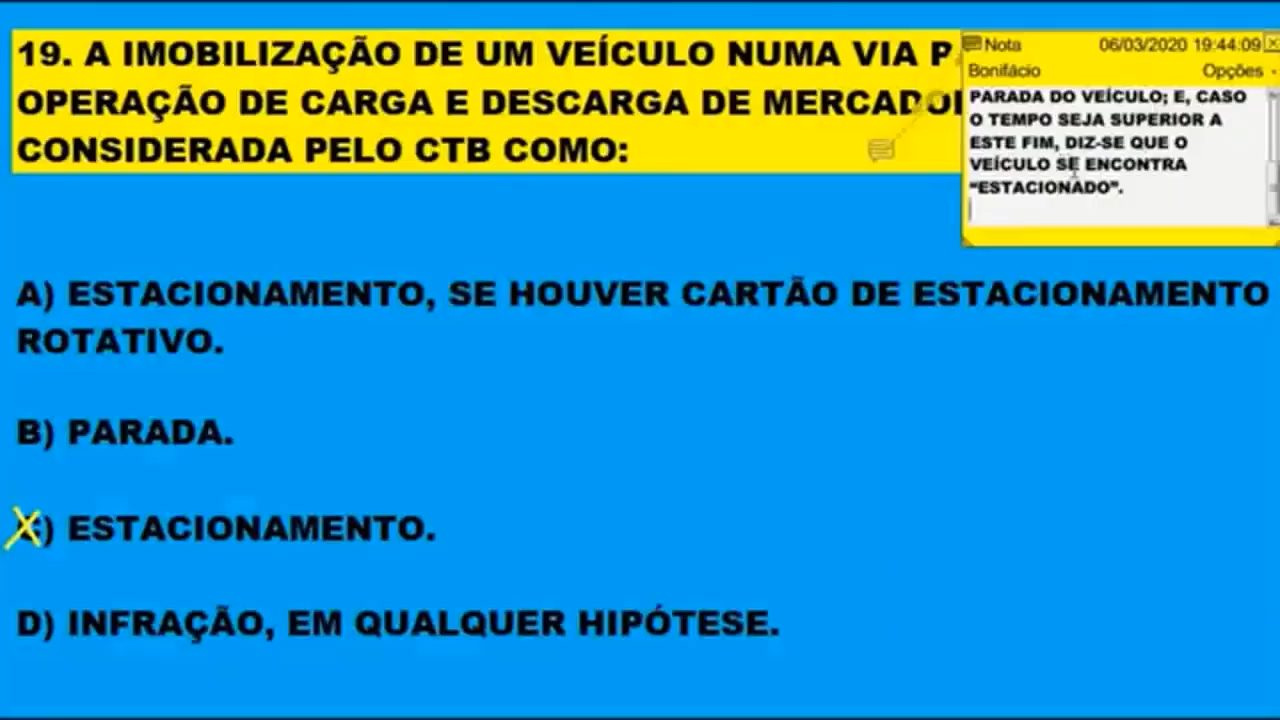 19. A IMOBILIZAÇÃO DE UM VEÍCULO NUMA VIA
OPERAÇÃO DE CARGA E DESCARGA DE
CONSIDERADA PELO CTB COMO:
Nota 06/03/2020 19:44:09
Bonifácio Opções
PARADA DO VEÍCULO; E, CASO
O TEMPO SEJA SUPERIOR A
ESTE FIM, DIZ-SE QUE O
VEÍCULO SE ENCONTRA
“ESTACIONADO”.
A) ESTACIONAMENTO, SE HOUVER CARTÃO DE ESTACIONAMENTO
ROTATIVO.
B) PARADA.
X) ESTACIONAMENTO.
D) INFRAÇÃO, EM QUALQUER HIPÓTESE.